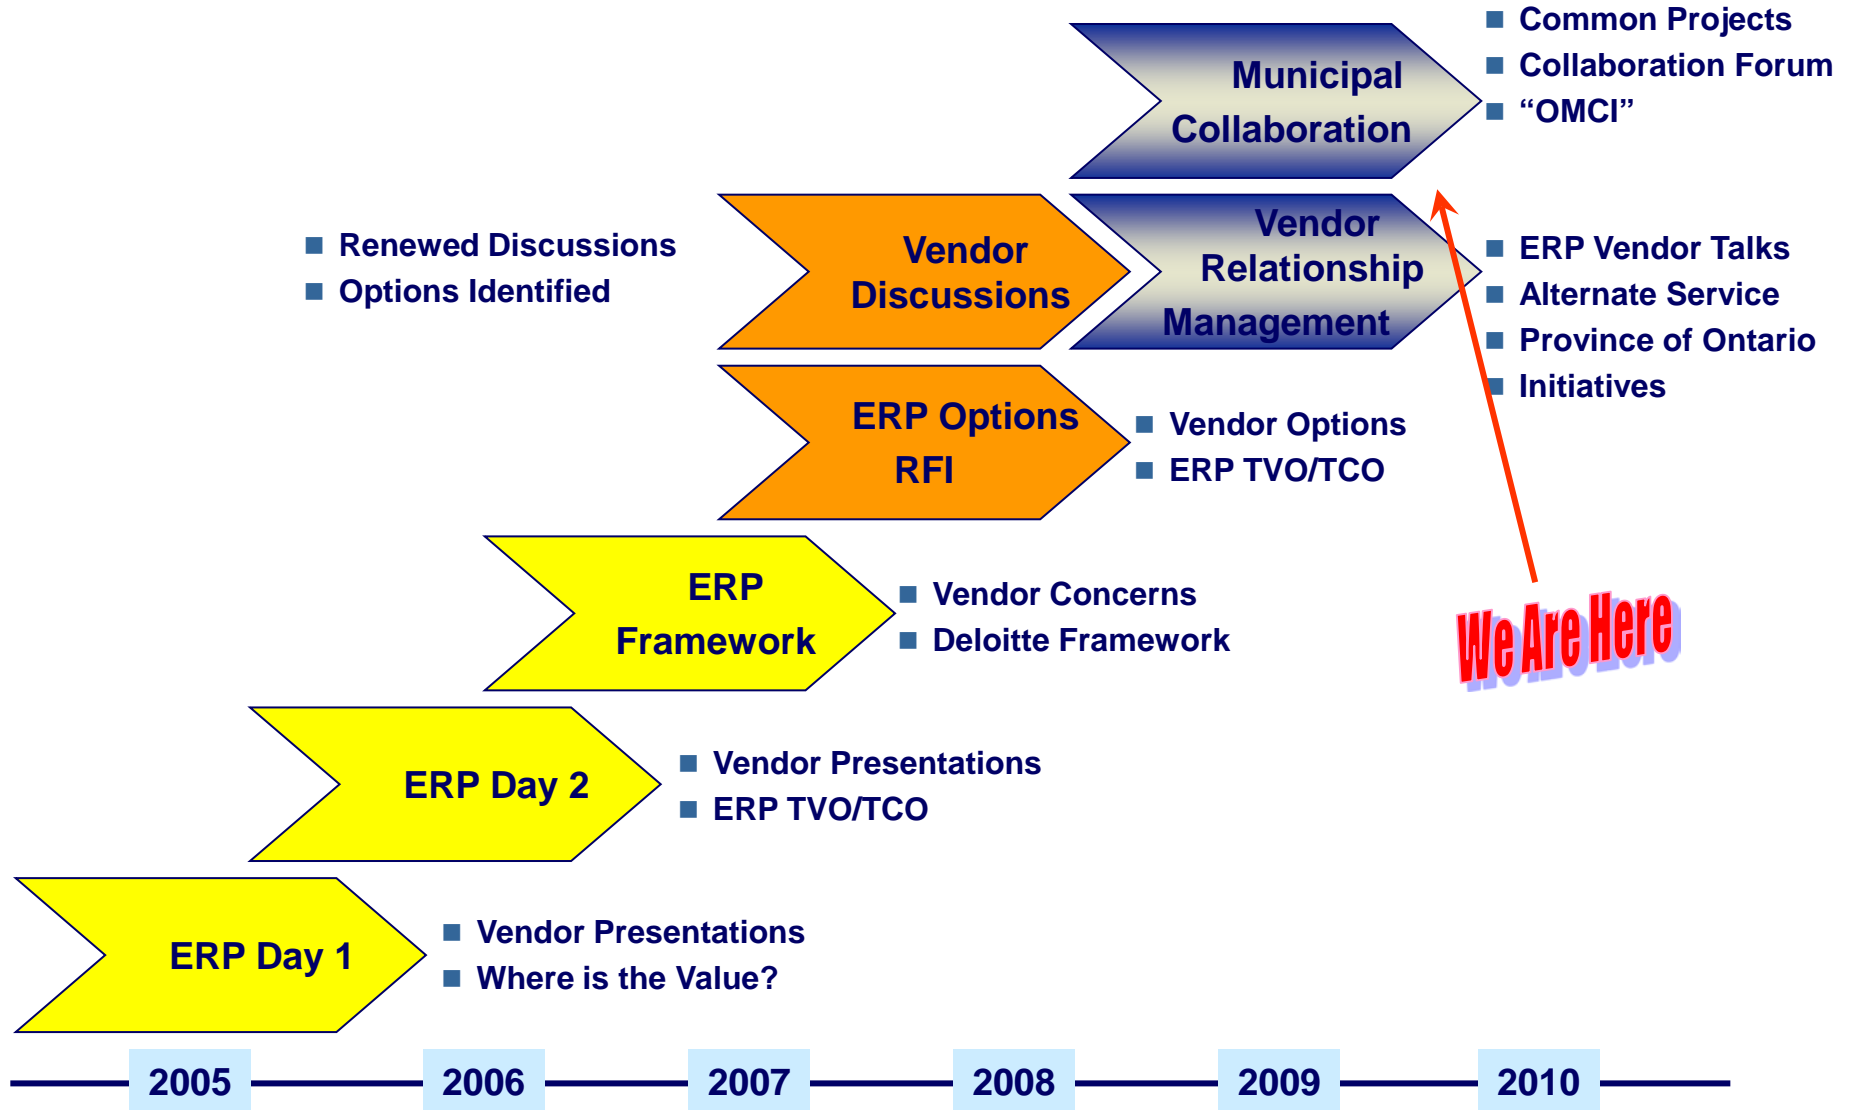 Municipal
Collaboration
Common Projects
Collaboration Forum
“OMCI”
Renewed Discussions
Options Identified
Vendor
Discussions
Vendor
Relationship
Management
ERP Vendor Talks
Alternate Service
Province of Ontario
Initiatives
ERP Options
RFI
Vendor Options
ERP TVO/TCO
ERP
Framework
Vendor Concerns
Deloitte Framework
We Are Here
ERP Day 2
Vendor Presentations
ERP TVO/TCO
ERP Day 1
Vendor Presentations
Where is the Value?
2005
2006
2007
2008
2009
2010